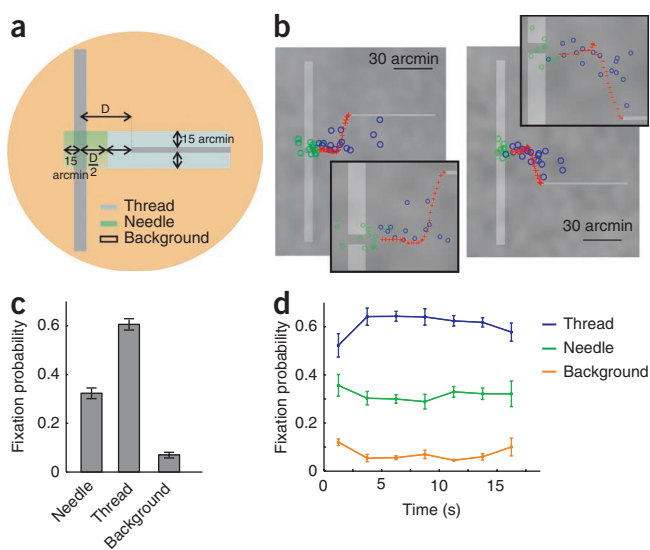 a
D
15 arcmin
15
arcmin
D
2
Thread
Needle
Background
b
30 arcmin
30 arcmin
c
Fixation probability
0.6
0.4
0.2
0
Needle
Thread
Background
d
Fixation probability
0.6
0.4
0.2
0
0
5
10
15
Time (s)
Thread
Needle
Background